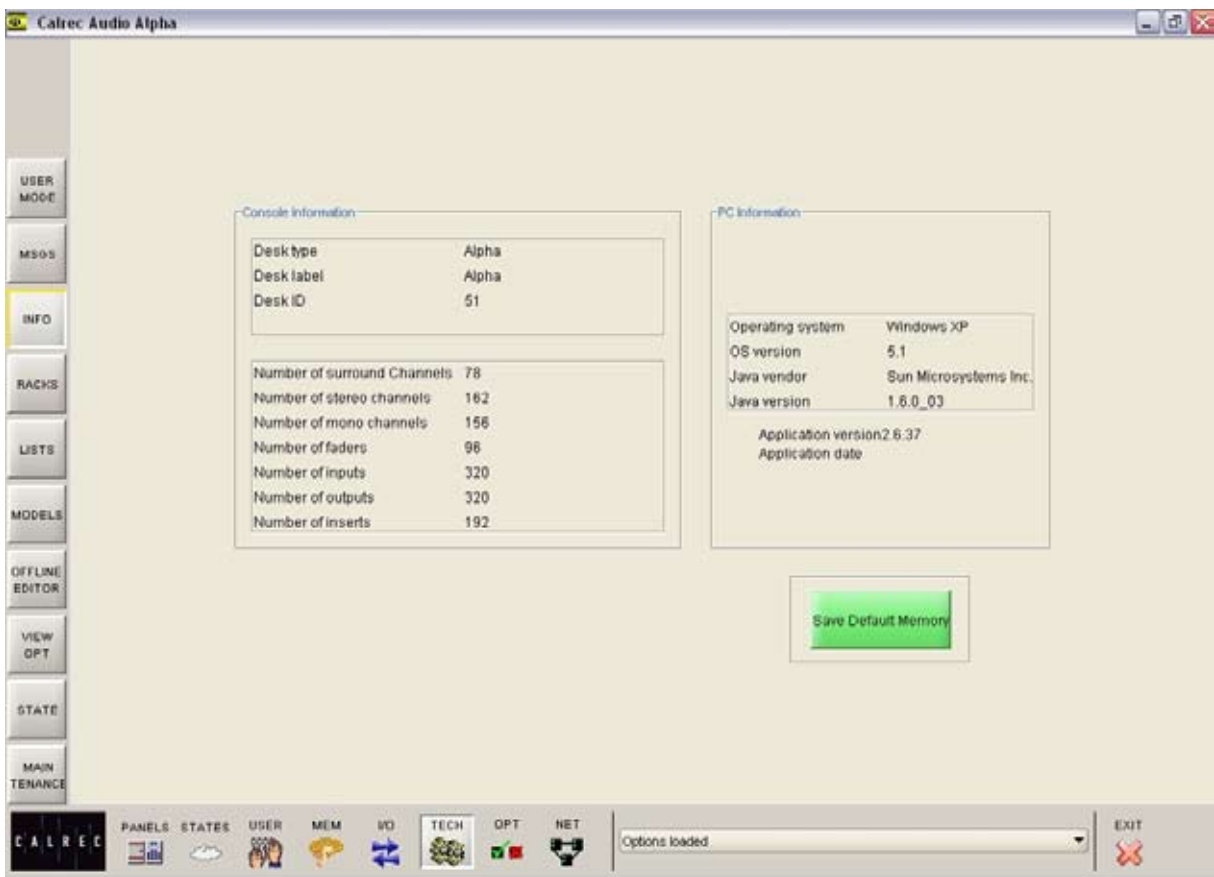 Calrec Audio Alpha
USER
MODE
MSGS
INFO
RACKS
LISTS
MODELS
OFFLINE
EDITOR
VIEW
OPT
STATE
MAIN
TENANCE
Console Information
Desk type Alpha
Desk label Alpha
Desk ID 51
Number of surround Channels 78
Number of stereo channels 162
Number of mono channels 156
Number of faders 96
Number of inputs 320
Number of outputs 320
Number of inserts 192
PC Information
Operating system Windows XP
OS version 5.1
Java vendor Sun Microsystems Inc.
Java version 1.6.0_03
Application version2.6.37
Application date
Save Default Memory
CALREC
PANELS STATES USER MEM I/O TECH OPT NET
Options loaded
EXIT